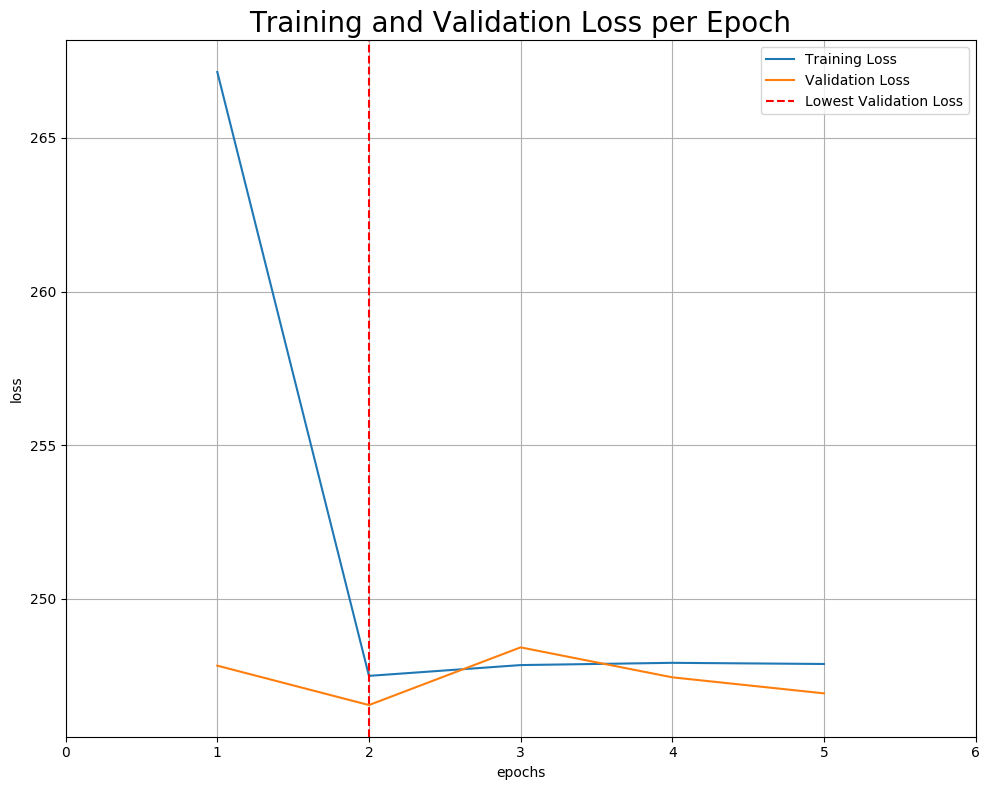 Training and Validation Loss per Epoch
Training Loss
Validation Loss
Lowest Validation Loss
265
260
255
250
loss
0 1 2 3 4 5 6
epochs